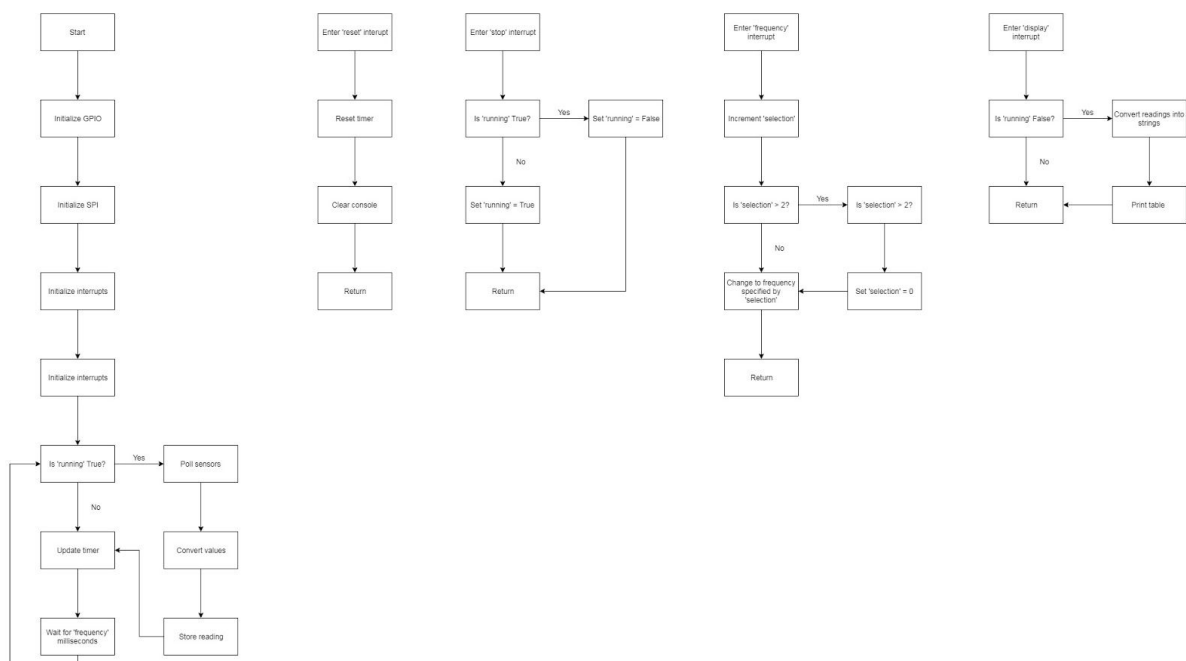 Start
Initialize GPIO
Initialize SPI
Initialize interrupts
Initialize interrupts
Is 'running' True?
Yes
Poll sensors
No
Update timer
Convert values
Wait for 'frequency'
milliseconds
Store reading
Enter 'reset' interupt
Reset timer
Clear console
Return
Enter 'stop' interrupt
Is 'running' True?
Yes
Set 'running' = False
No
Set 'running' = True
Return
Enter 'frequency'
interrupt
Increment 'selection'
Is 'selection' > 2?
Yes
Is 'selection' > 2?
No
Change to frequency
specified by
'selection'
Set 'selection' = 0
Return
Enter 'display'
interrupt
Is 'running' False?
Yes
Convert readings into
strings
No
Return
Print table